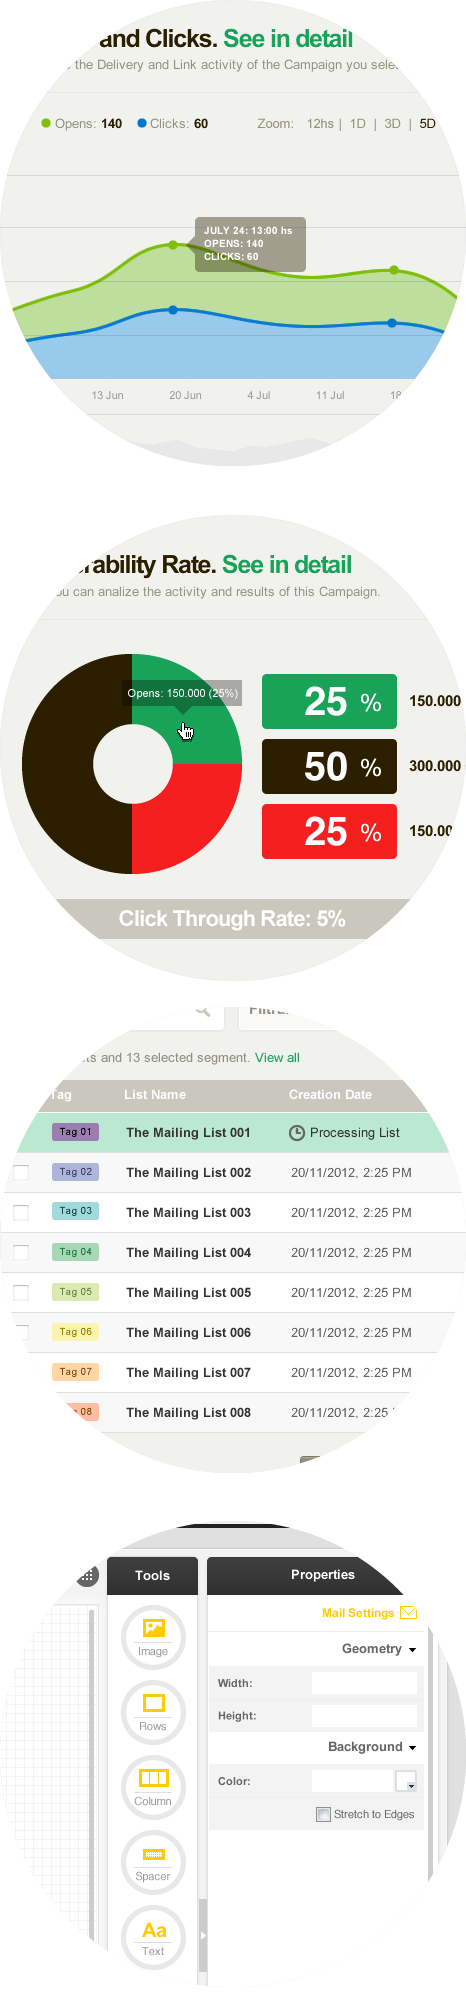 and Clicks. See in detail
the Delivery and Link activity of the Campaign you
Opens: 140 Clicks: 60 Zoom: 12hs | 1D | 3D | 5D
JULY 24: 13:00 hs
OPENS: 140
CLICKS: 60
13 Jun 20 Jun 4 Jul 11 Jul 18
Rate. See in detail
can analize the activity and results of this Campaign.
Opens: 150.000 (25%)
25 % 150.000
50 % 300.000
25 % 150.00
Click Through Rate: 5%
and 13 selected segment. View all
Tag List Name Creation Date
Tag 01 The Mailing List 001 Processing List
Tag 02 The Mailing List 002 20/11/2012, 2:25 PM
Tag 03 The Mailing List 003 20/11/2012, 2:25 PM
Tag 04 The Mailing List 004 20/11/2012, 2:25 PM
Tag 05 The Mailing List 005 20/11/2012, 2:25 PM
Tag 06 The Mailing List 006 20/11/2012, 2:25 PM
Tag 07 The Mailing List 007 20/11/2012, 2:25 PM
08 The Mailing List 008 20/11/2012, 2:25
Tools Properties
Mail Settings
Image
Geometry
Width:
Rows
Height:
Background
Color:
Column
Stretch to Edges
Spacer
Aa
Text